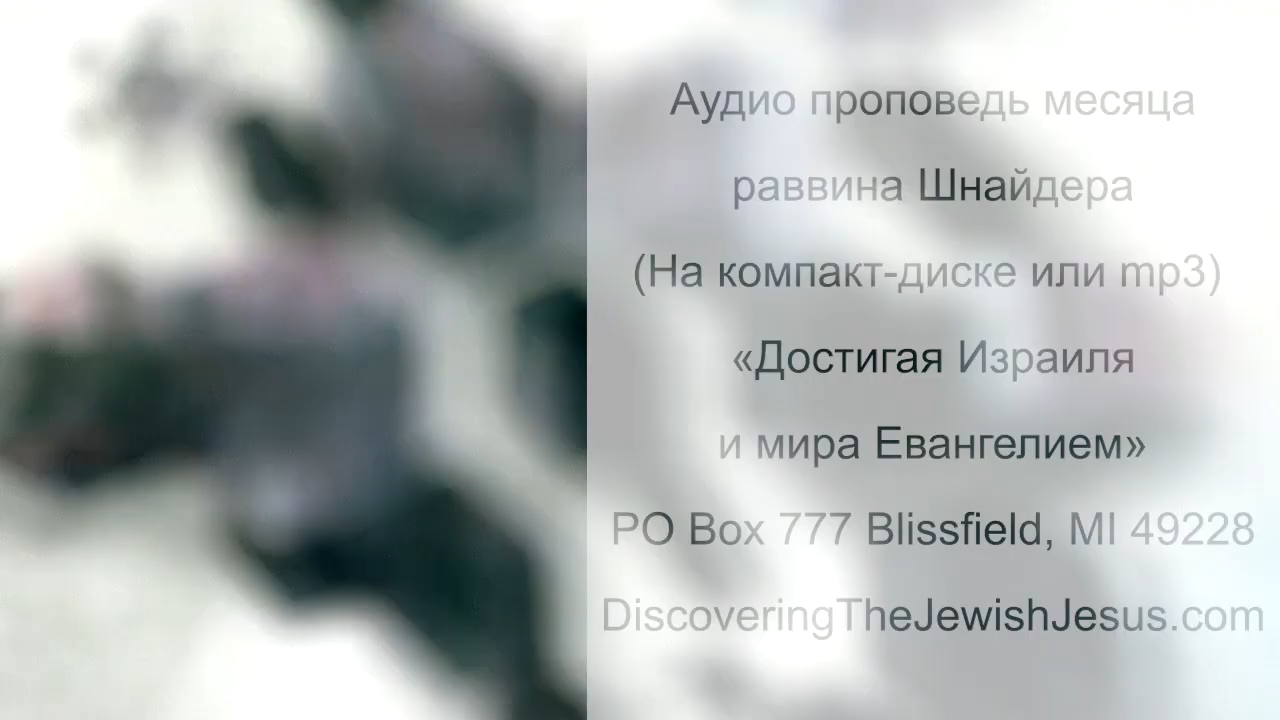 Аудио проповедь месяца
раввина Шнайдера
(На компакт-диске или mp3)
«Достигая Израиля
и мира Евангелием»
PO Box 777 Blissfield, MI 49228
DiscoveringTheJewishJesus.com